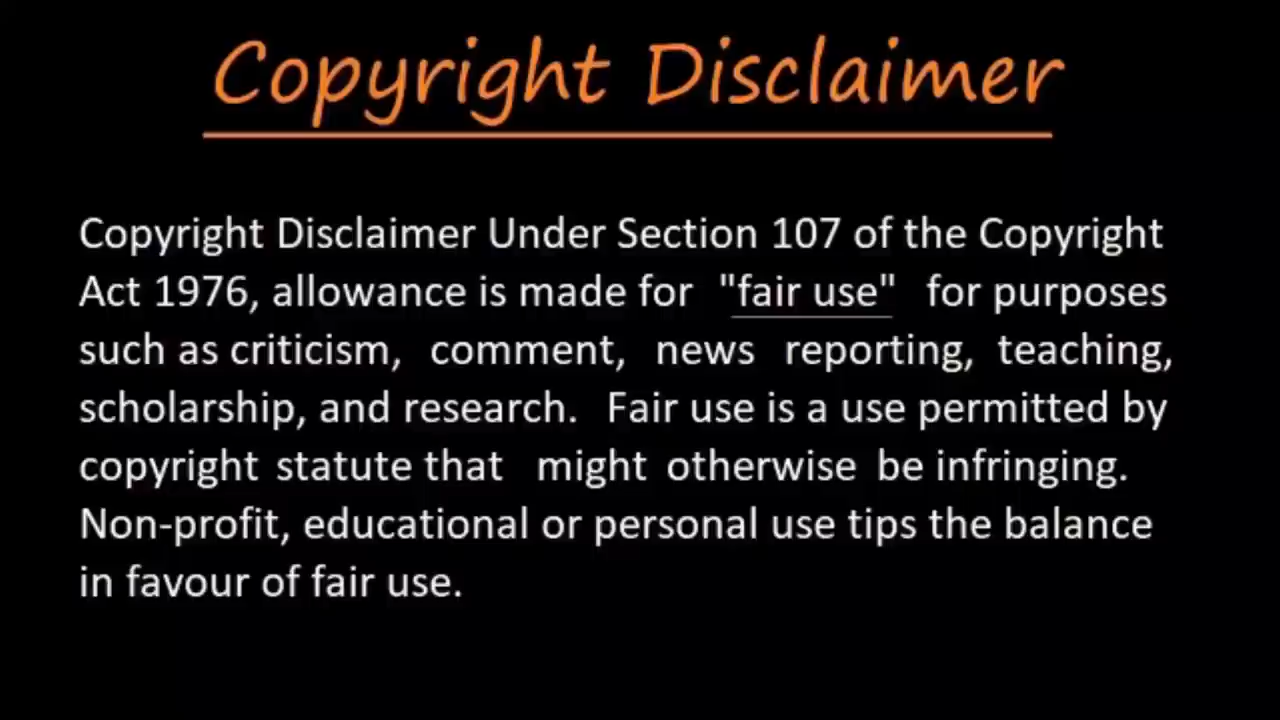 Copyright Disclaimer
Copyright Disclaimer Under Section 107 of the Copyright
Act 1976, allowance is made for "fair use" for purposes
such as criticism, comment, news reporting, teaching,
scholarship, and research. Fair use is a use permitted by
copyright statute that might otherwise be infringing.
Non-profit, educational or personal use tips the balance
in favour of fair use.